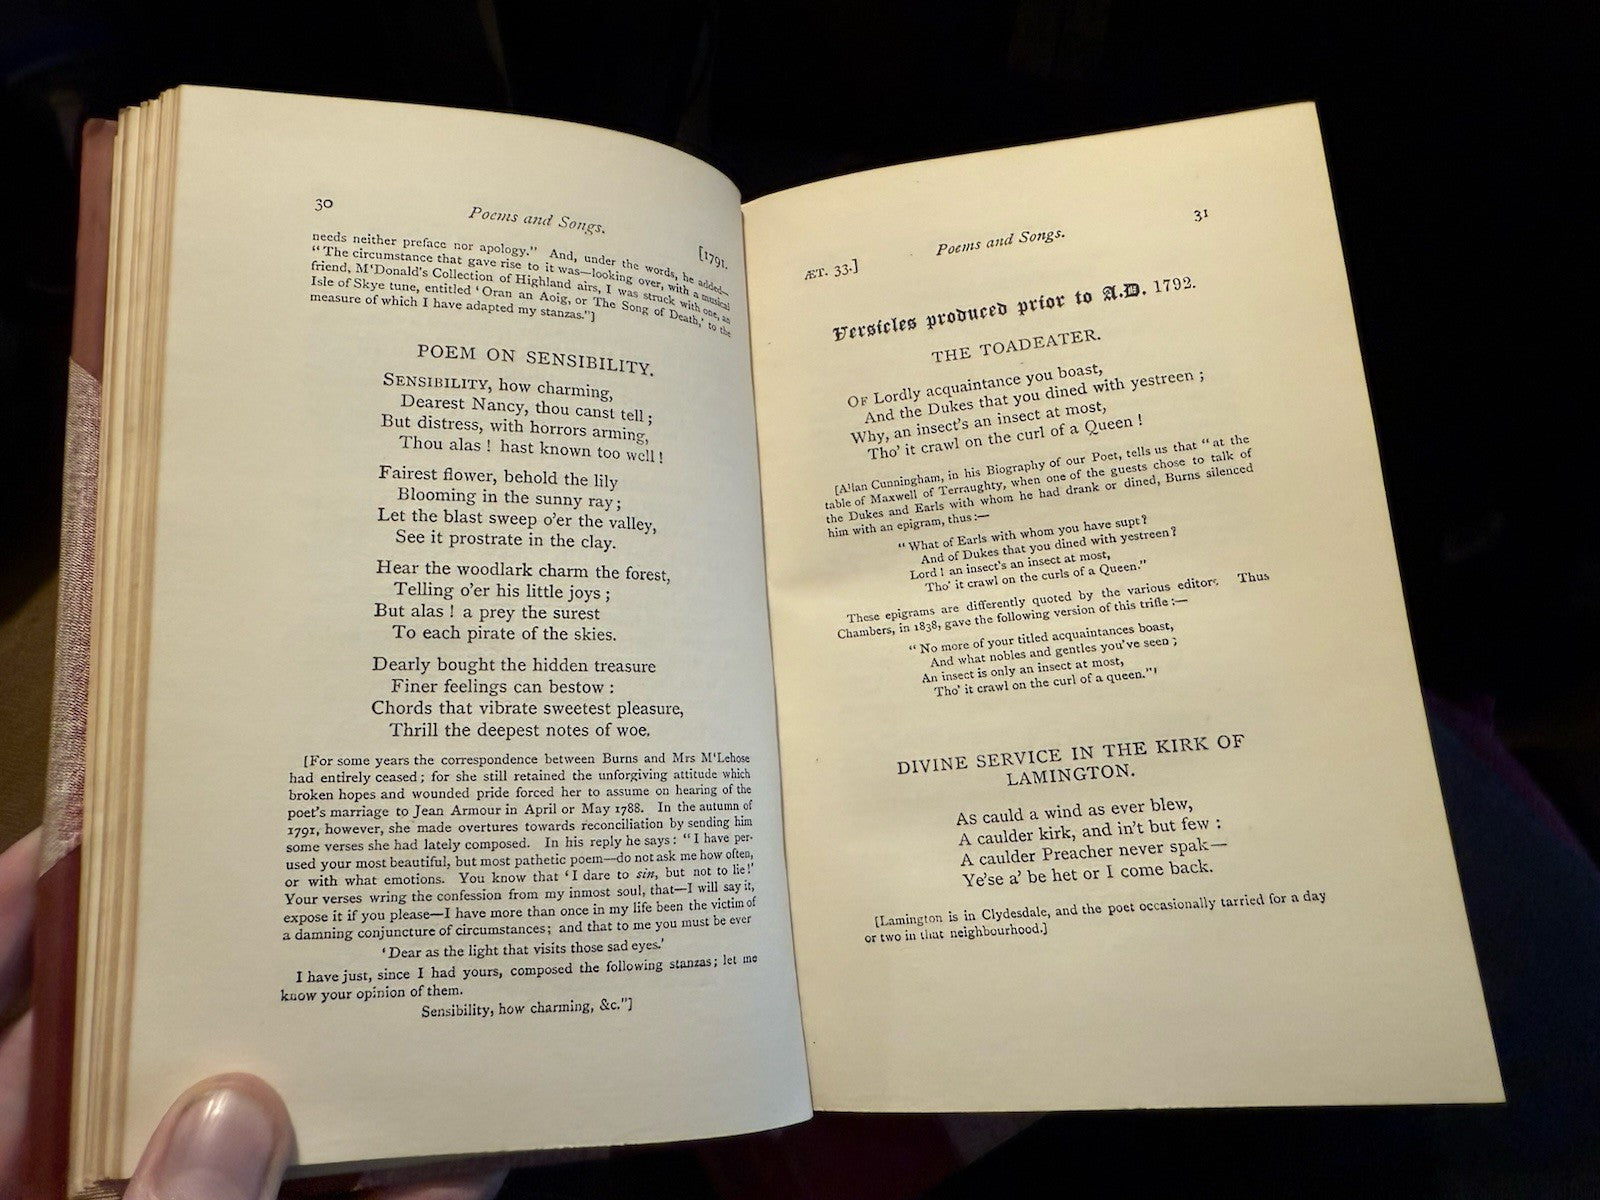 30
Poems and Songs.
[1791.
needs neither preface nor apology." And, under the words, he added—
"The circumstance that gave rise to it was—looking over, with a musical
friend, M'Donald's Collection of Highland airs, I was struck with one, an
Isle of Skye tune, entitled 'Oran an Aoig, or The Song of Death,' to the
measure of which I have adapted my stanzas."]
POEM ON SENSIBILITY.
SENSIBILITY, how charming,
Dearest Nancy, thou canst tell;
But distress, with horrors arming,
Thou alas! hast known too well!
Fairest flower, behold the lily
Blooming in the sunny ray;
Let the blast sweep o'er the valley,
See it prostrate in the clay.
Hear the woodlark charm the forest,
Telling o'er his little joys;
But alas! a prey the surest
To each pirate of the skies.
Dearly bought the hidden treasure
Finer feelings can bestow:
Chords that vibrate sweetest pleasure,
Thrill the deepest notes of woe.
[For some years the correspondence between Burns and Mrs M'Lehose
had entirely ceased; for she still retained the unforgiving attitude which
broken hopes and wounded pride forced her to assume on hearing of the
poet's marriage to Jean Armour in April or May 1788. In the autumn of
1791, however, she made overtures towards reconciliation by sending him
some verses she had lately composed. In his reply he says: "I have per-
used your most beautiful, but most pathetic poem—do not ask me how often,
or with what emotions. You know that 'I dare to sin, but not to lie!'
Your verses wring the confession from my inmost soul, that—I will say it,
expose it if you please—I have more than once in my life been the victim of
a damning conjuncture of circumstances; and that to me you must be ever
'Dear as the light that visits those sad eyes.'
I have just, since I had yours, composed the following stanzas; let me
know your opinion of them.
Sensibility, how charming, &c."]
31
Poems and Songs.
ÆT. 33.]
Versicles produced prior to A.D. 1792.
THE TOADEATER.
OF Lordly acquaintance you boast,
And the Dukes that you dined with yestreen;
Why, an insect's an insect at most,
Tho' it crawl on the curl of a Queen!
[Allan Cunningham, in his Biography of our Poet, tells us that "at the
table of Maxwell of Terraughty, when one of the guests chose to talk of
the Dukes and Earls with whom he had drank or dined, Burns silenced
him with an epigram, thus:—
"What of Earls with whom you have supt?
And of Dukes that you dined with yestreen?
Lord! an insect's an insect at most,
Tho' it crawl on the curls of a Queen."
These epigrams are differently quoted by the various editors. Thus
Chambers, in 1838, gave the following version of this trifle:—
"No more of your titled acquaintances boast,
And what nobles and gentles you've seen;
An insect is only an insect at most,
Tho' it crawl on the curl of a queen."]
DIVINE SERVICE IN THE KIRK OF
LAMINGTON.
As cauld a wind as ever blew,
A caulder kirk, and in't but few:
A caulder Preacher never spak—
Ye'se a' be het or I come back.
[Lamington is in Clydesdale, and the poet occasionally tarried for a day
or two in that neighbourhood.]